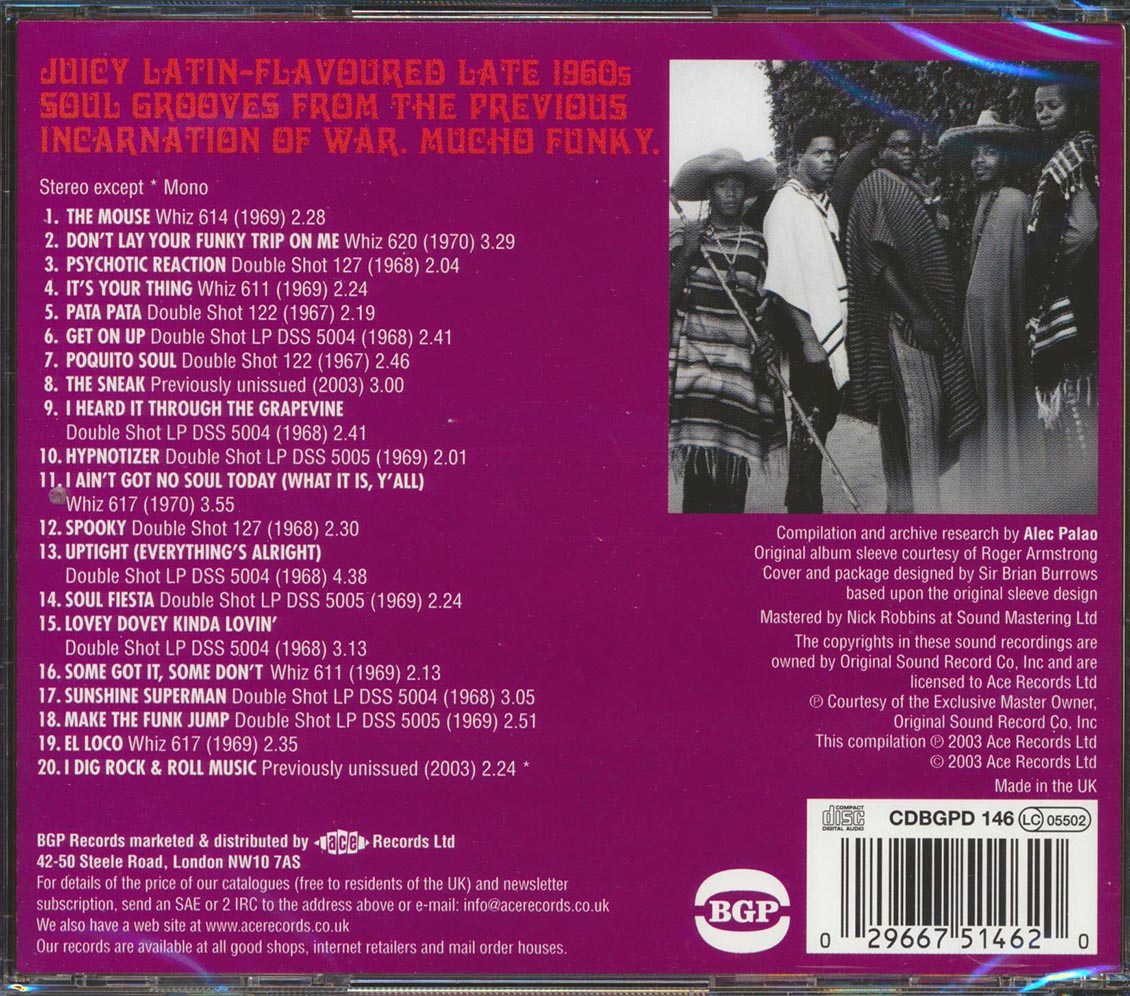 JUICY LATIN-FLAVOURED LATE 1960s
SOUL GROOVES FROM THE PREVIOUS
INCARNATION OF WAR. MUCHO FUNKY.
Stereo except * Mono
1. THE MOUSE Whiz 614 (1969) 2.28
2. DON'T LAY YOUR FUNKY TRIP ON ME Whiz 620 (1970) 3.29
3. PSYCHOTIC REACTION Double Shot 127 (1968) 2.04
4. IT'S YOUR THING Whiz 611 (1969) 2.24
5. PATA PATA Double Shot 122 (1967) 2.19
6. GET ON UP Double Shot LP DSS 5004 (1968) 2.41
7. POQUITO SOUL Double Shot 122 (1967) 2.46
8. THE SNEAK Previously unissued (2003) 3.00
9. I HEARD IT THROUGH THE GRAPEVINE
Double Shot LP DSS 5004 (1968) 2.41
10. HYPNOTIZER Double Shot LP DSS 5005 (1969) 2.01
11. I AIN'T GOT NO SOUL TODAY (WHAT IT IS, Y'ALL)
Whiz 617 (1970) 3.55
12. SPOOKY Double Shot 127 (1968) 2.30
13. UPTIGHT (EVERYTHING'S ALRIGHT)
Double Shot LP DSS 5004 (1968) 4.38
14. SOUL FIESTA Double Shot LP DSS 5005 (1969) 2.24
15. LOVEY DOVEY KINDA LOVIN'
Double Shot LP DSS 5004 (1968) 3.13
16. SOME GOT IT, SOME DON'T Whiz 611 (1969) 2.13
17. SUNSHINE SUPERMAN Double Shot LP DSS 5004 (1968) 3.05
18. MAKE THE FUNK JUMP Double Shot LP DSS 5005 (1969) 2.51
19. EL LOCO Whiz 617 (1969) 2.35
20. I DIG ROCK & ROLL MUSIC Previously unissued (2003) 2.24 *
BGP Records marketed & distributed by ace Records Ltd
42-50 Steele Road, London NW10 7AS
For details of the price of our catalogues (free to residents of the UK) and newsletter
subscription, send an SAE or 2 IRC to the address above or e-mail: info@acerecords.co.uk
We also have a web site at www.acerecords.co.uk
Our records are available at all good shops, internet retailers and mail order houses.
Compilation and archive research by Alec Palao
Original album sleeve courtesy of Roger Armstrong
Cover and package designed by Sir Brian Burrows
based upon the original sleeve design
Mastered by Nick Robbins at Sound Mastering Ltd
The copyrights in these sound recordings are
owned by Original Sound Record Co, Inc and are
licensed to Ace Records Ltd
℗ Courtesy of the Exclusive Master Owner,
Original Sound Record Co, Inc
This compilation ℗ 2003 Ace Records Ltd
© 2003 Ace Records Ltd
Made in the UK
COMPACT disc DIGITAL AUDIO
CDBGPD 146 LC 05502
BGP
0 29667 51462 0